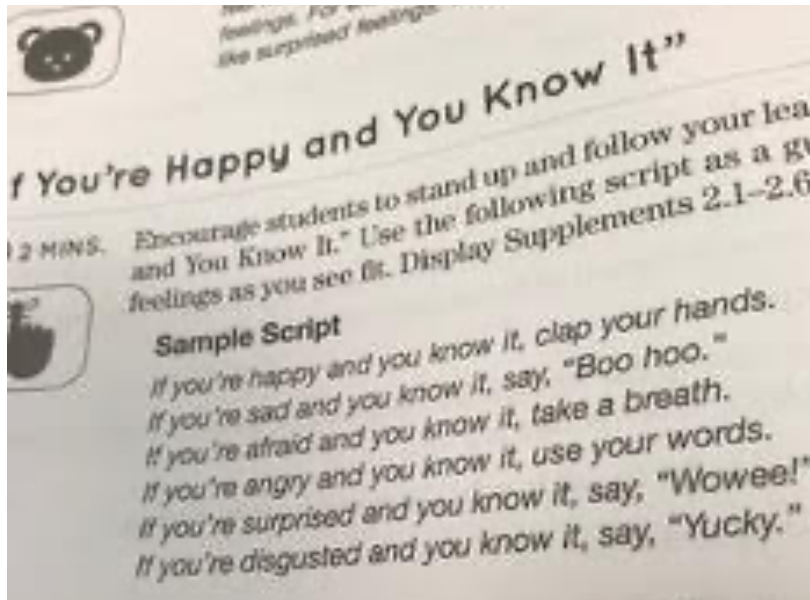 feelings. For
like surprised feelings.
f You're Happy and You Know It"
2 MINS.
Encourage students to stand up and follow your lea
and You Know It." Use the following script as a gu
feelings as you see fit. Display Supplements 2.1–2.6
Sample Script
If you're happy and you know it, clap your hands.
If you're sad and you know it, say, "Boo hoo."
If you're afraid and you know it, take a breath.
If you're angry and you know it, use your words.
If you're surprised and you know it, say, "Wowee!"
If you're disgusted and you know it, say, "Yucky."